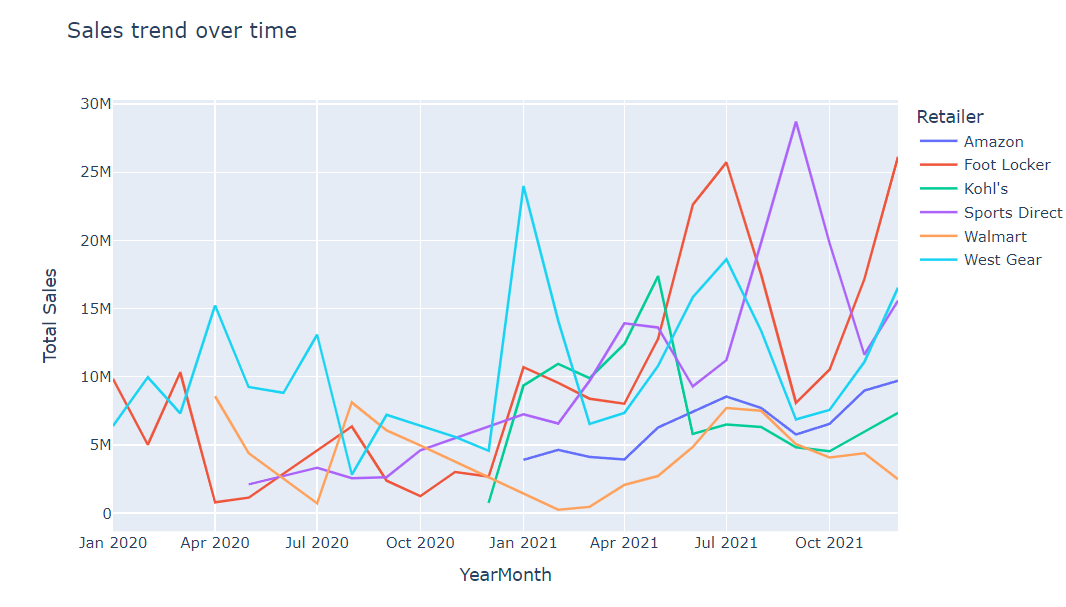 Sales trend over time
30M
25M
20M
15M
10M
5M
0
Total Sales
Jan 2020
Apr 2020
Jul 2020
Oct 2020
Jan 2021
Apr 2021
Jul 2021
Oct 2021
YearMonth
Retailer
Amazon
Foot Locker
Kohl's
Sports Direct
Walmart
West Gear